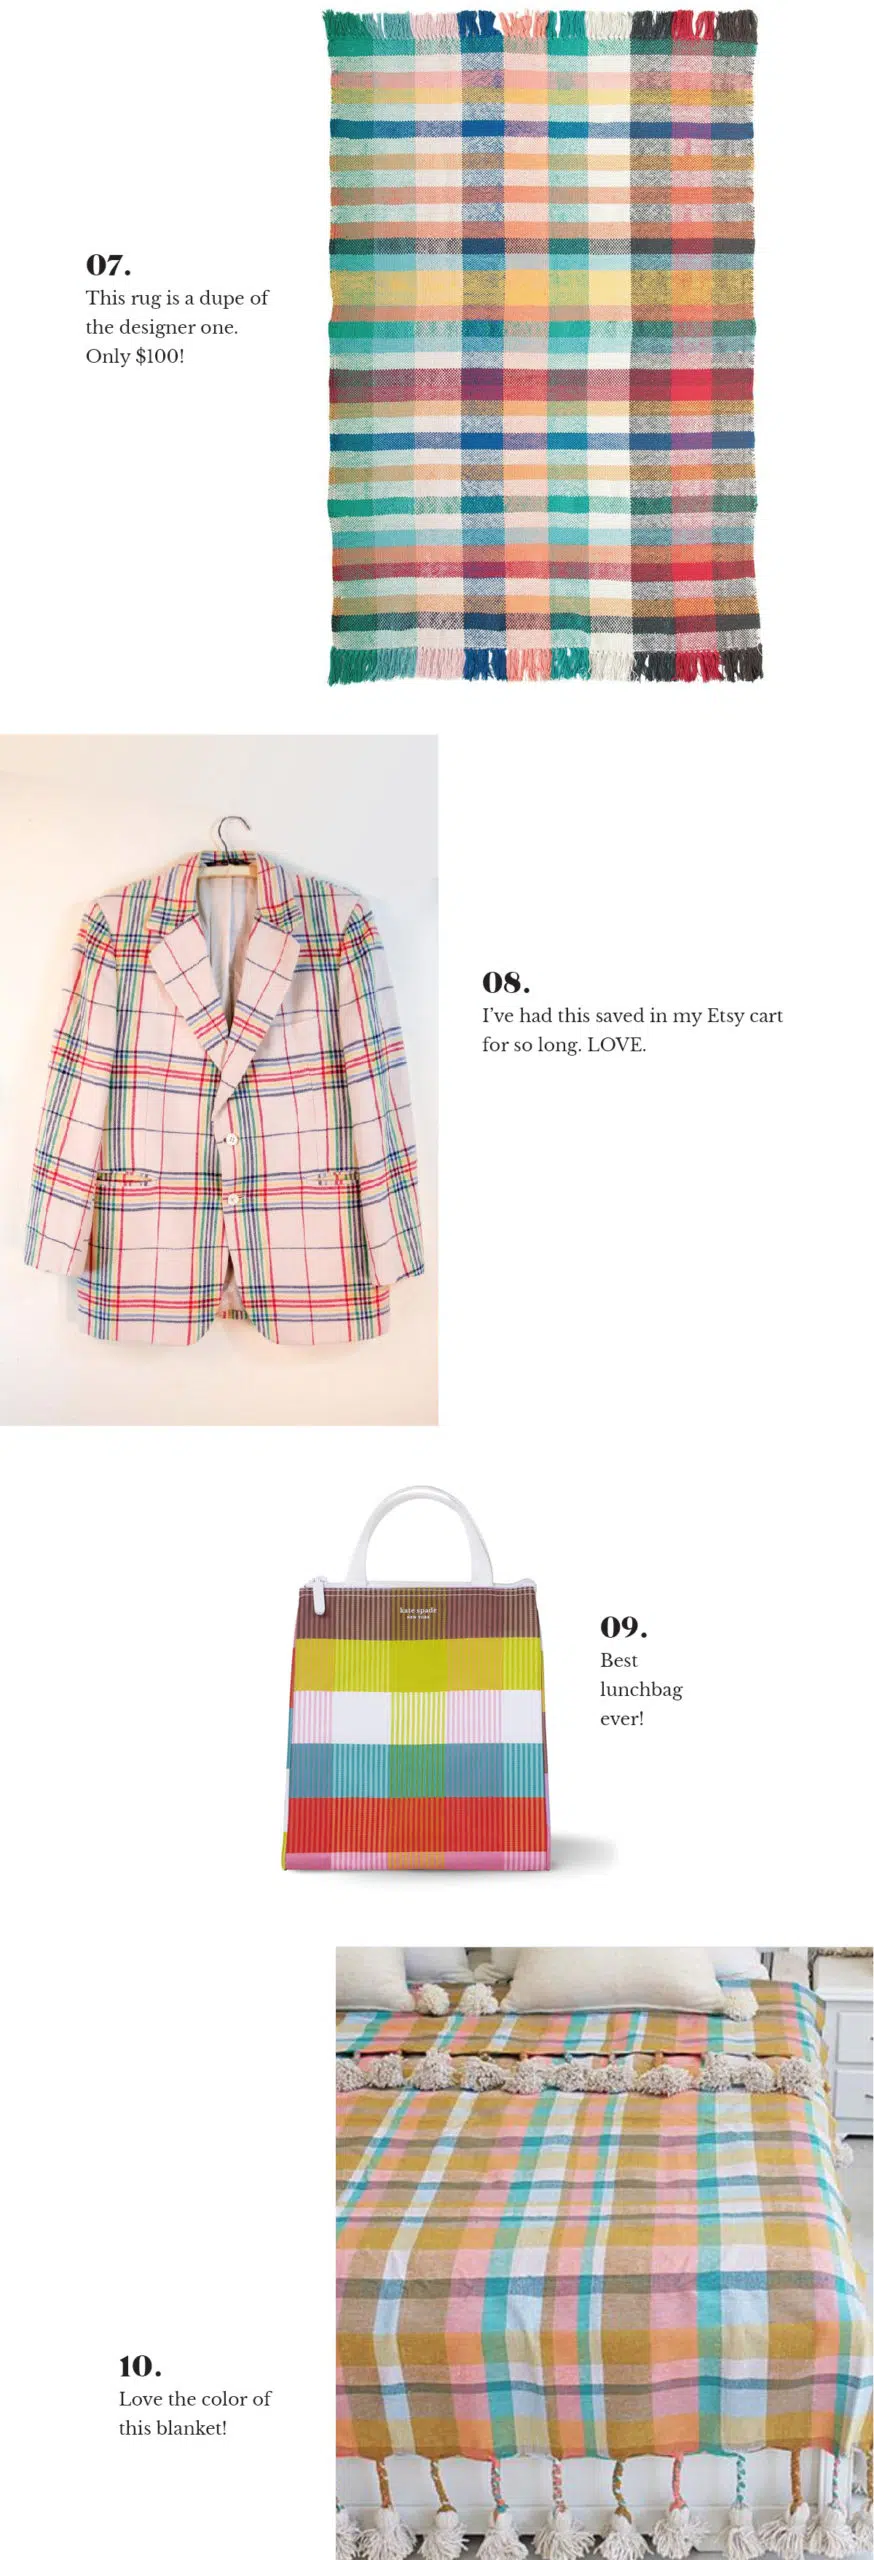 07.
This rug is a dupe of
the designer one.
Only $100!
08.
I've had this saved in my Etsy cart
for so long. LOVE.
kate spade
NEW YORK
09.
Best
lunchbag
ever!
10.
Love the color of
this blanket!